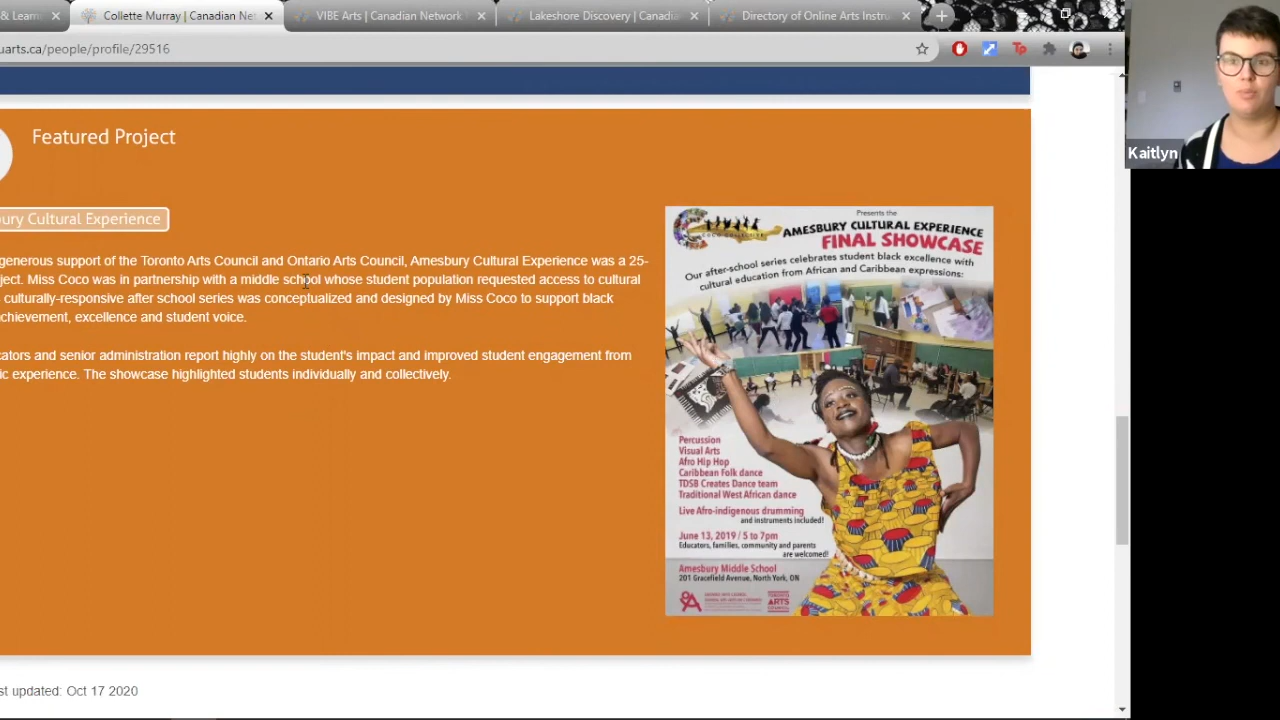 & Learn
Collette Murray | Canadian Net
VIBE Arts | Canadian Network
Lakeshore Discovery | Canadia
Directory of Online Arts Instru
uarts.ca/people/profile/29516
Kaitlyn
Featured Project
bury Cultural Experience
generous support of the Toronto Arts Council and Ontario Arts Council, Amesbury Cultural Experience was a 25-
ject. Miss Coco was in partnership with a middle school whose student population requested access to cultural
s culturally-responsive after school series was conceptualized and designed by Miss Coco to support black
chievement, excellence and student voice.
cators and senior administration report highly on the student's impact and improved student engagement from
ic experience. The showcase highlighted students individually and collectively.
Presents the
AMESBURY CULTURAL EXPERIENCE
FINAL SHOWCASE
Our after-school series celebrates student black excellence with
cultural education from African and Caribbean expressions:
Percussion
Visual Arts
Afro Hip Hop
Caribbean Folk dance
TDSB Creates Dance team
Traditional West African dance
Live Afro-indigenous drumming
and instruments included!
June 13, 2019 / 5 to 7pm
Educators, families, community and parents
are welcomed!
Amesbury Middle School
201 Gracefield Avenue, North York, ON
st updated: Oct 17 2020